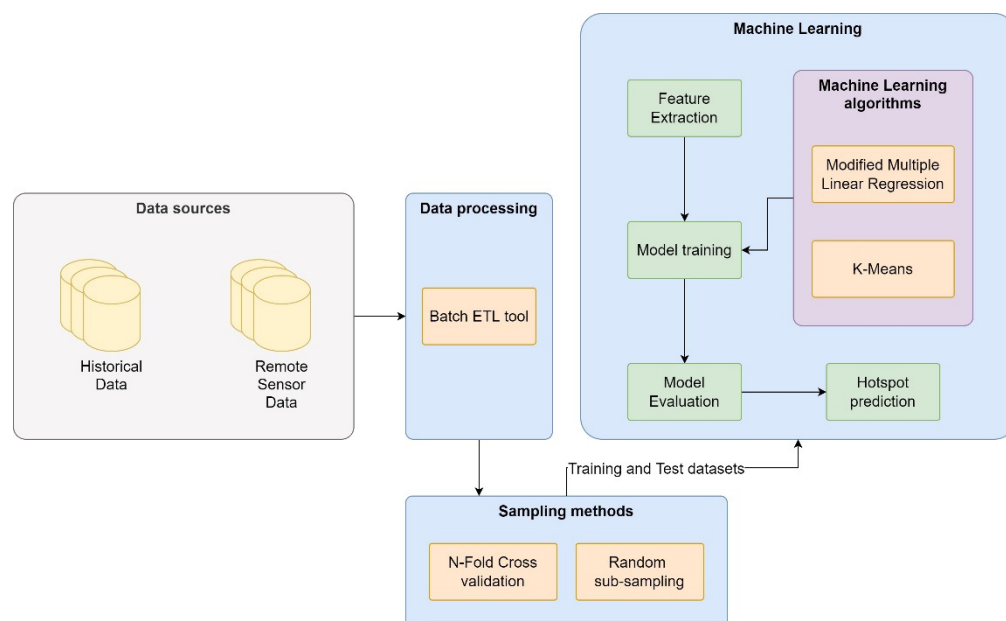 Machine Learning
Feature
Extraction
Machine Learning
algorithms
Modified Multiple
Linear Regression
Model training
K-Means
Model
Evaluation
Hotspot
prediction
Data sources
Historical
Data
Remote
Sensor
Data
Data processing
Batch ETL tool
Training and Test datasets
Sampling methods
N-Fold Cross
validation
Random
sub-sampling